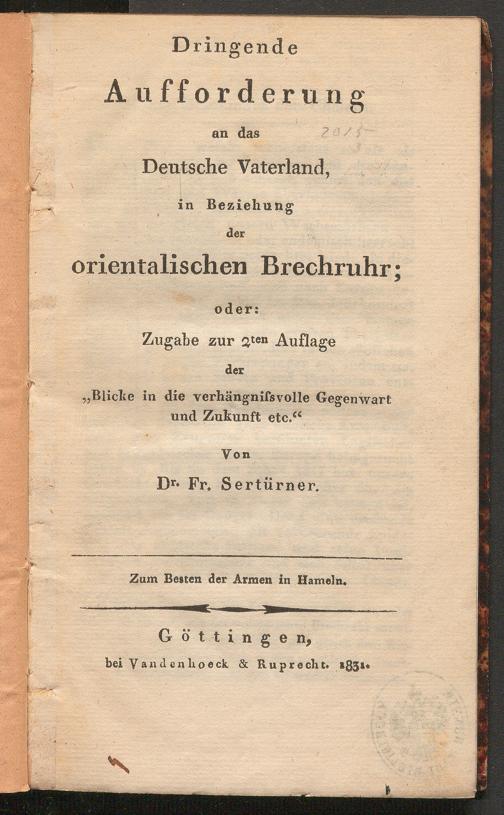 Dringende
Aufforderung
an das
2015
Deutsche Vaterland,
in Beziehung
der
orientalischen Brechruhr;
oder:
Zugabe zur 2ten Auflage
der
„Blicke in die verhängniſsvolle Gegenwart
und Zukunft etc.“
Von
Dr. Fr. Sertürner.
Zum Besten der Armen in Hameln.
Göttingen,
bei Vandenhoeck & Ruprecht. 1831.